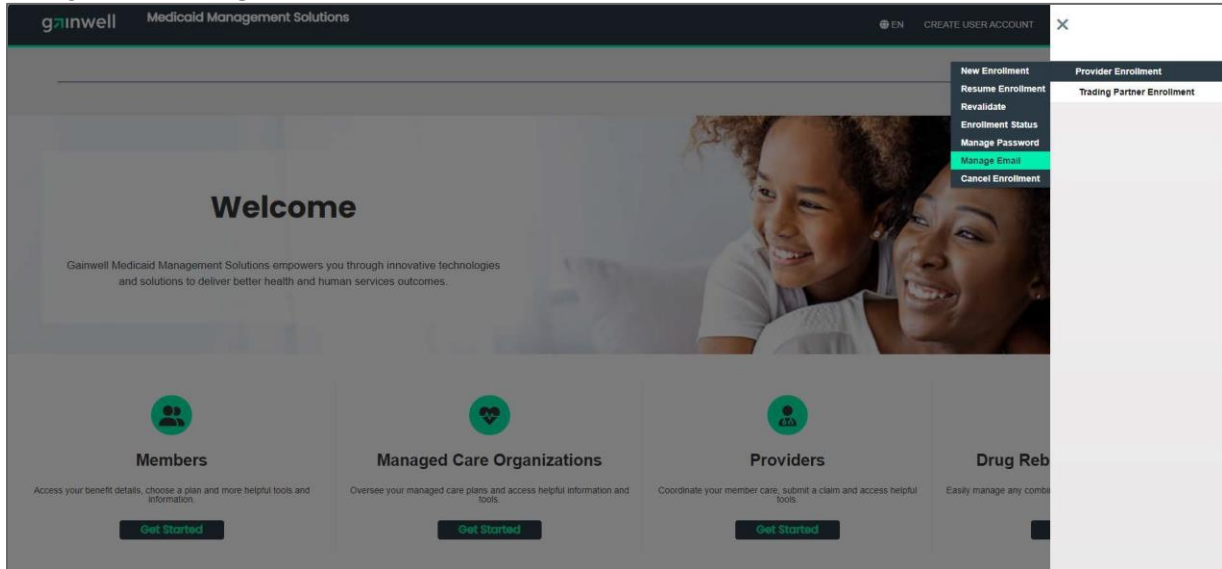 gainwell
Medicaid Management Solutions
EN
CREATE USER ACCOUNT
New Enrollment
Resume Enrollment
Revalidate
Enrollment Status
Manage Password
Manage Email
Cancel Enrollment
Provider Enrollment
Trading Partner Enrollment
Welcome
Gainwell Medicaid Management Solutions empowers you through innovative technologies
and solutions to deliver better health and human services outcomes.
Members
Access your benefit details, choose a plan and more helpful tools and
information.
Get Started
Managed Care Organizations
Oversee your managed care plans and access helpful information and
tools.
Get Started
Providers
Coordinate your member care, submit a claim and access helpful
tools.
Get Started
Drug Reb
Easily manage any combi